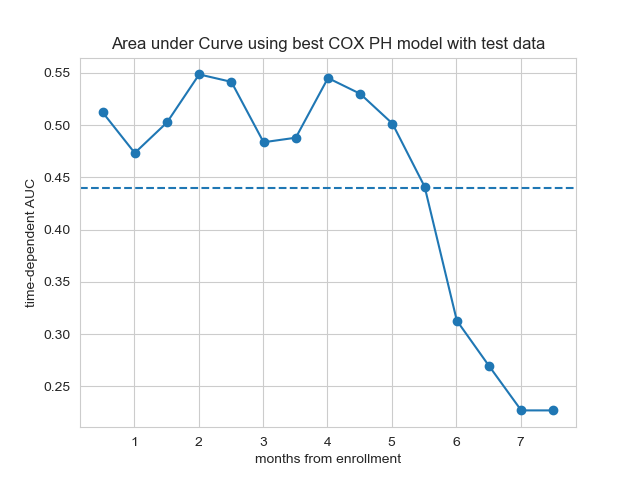 Area under Curve using best COX PH model with test data
time-dependent AUC
0.55
0.50
0.45
0.40
0.35
0.30
0.25
1 2 3 4 5 6 7
months from enrollment